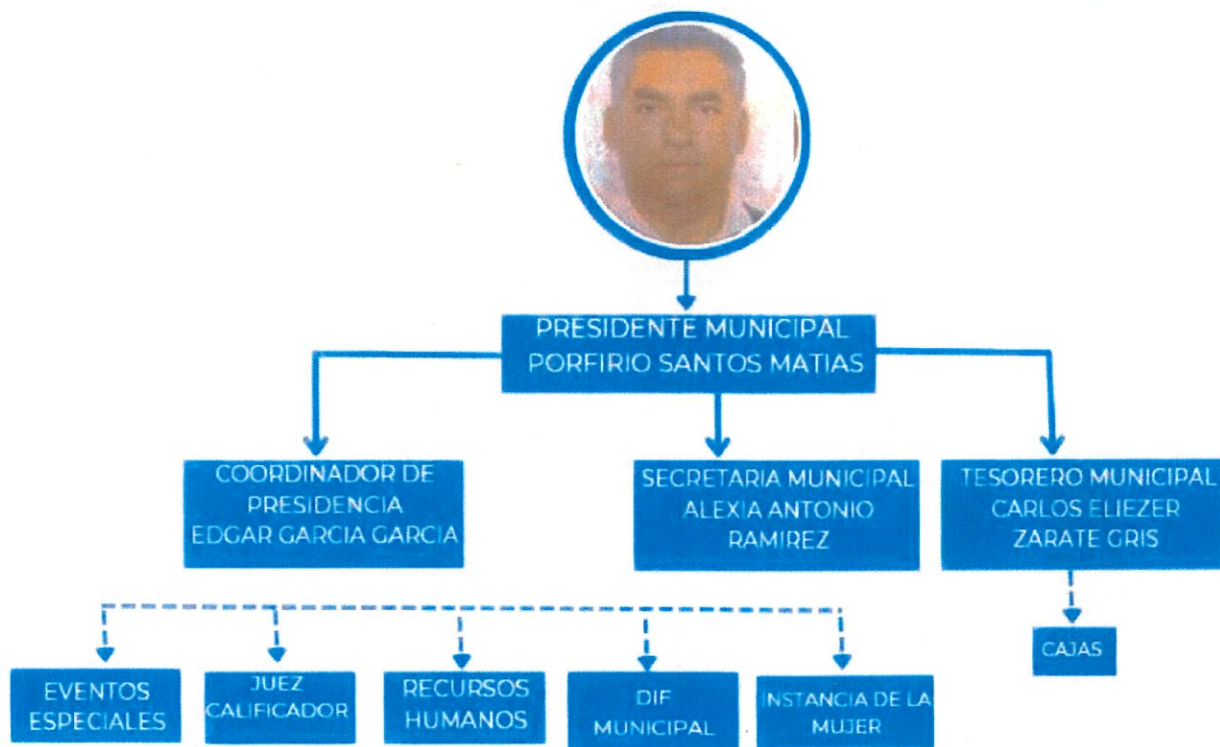 PRESIDENTE MUNICIPAL
PORFIRIO SANTOS MATIAS
COORDINADOR DE
PRESIDENCIA
EDGAR GARCIA GARCIA
SECRETARIA MUNICIPAL
ALEXIA ANTONIO
RAMIREZ
TESORERO MUNICIPAL
CARLOS ELIEZER
ZARATE GRIS
CAJAS
EVENTOS
ESPECIALES
JUEZ
CALIFICADOR
RECURSOS
HUMANOS
DIF
MUNICIPAL
INSTANCIA DE LA
MUJER